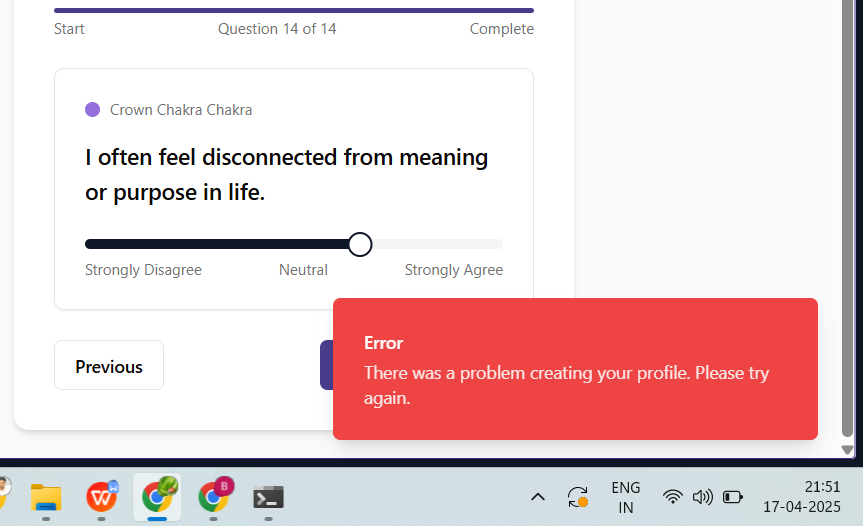 Start
Question 14 of 14
Complete
Crown Chakra Chakra
I often feel disconnected from meaning
or purpose in life.
Strongly Disagree
Neutral
Strongly Agree
Previous
Error
There was a problem creating your profile. Please try
again.
W
B
ENG
IN
21:51
17-04-2025